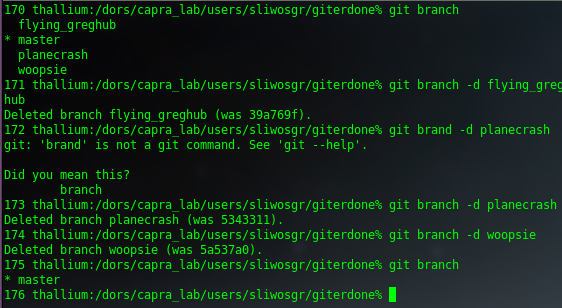 170 thallium:/dors/capra_lab/users/sliwosgr/giterdone% git branch
  flying_greghub
* master
  planecrash
  woopsie
171 thallium:/dors/capra_lab/users/sliwosgr/giterdone% git branch -d flying_greg
hub
Deleted branch flying_greghub (was 39a769f).
172 thallium:/dors/capra_lab/users/sliwosgr/giterdone% git brand -d planecrash
git: 'brand' is not a git command. See 'git --help'.

Did you mean this?
        branch
173 thallium:/dors/capra_lab/users/sliwosgr/giterdone% git branch -d planecrash
Deleted branch planecrash (was 5343311).
174 thallium:/dors/capra_lab/users/sliwosgr/giterdone% git branch -d woopsie
Deleted branch woopsie (was 5a537a0).
175 thallium:/dors/capra_lab/users/sliwosgr/giterdone% git branch
* master
176 thallium:/dors/capra_lab/users/sliwosgr/giterdone%